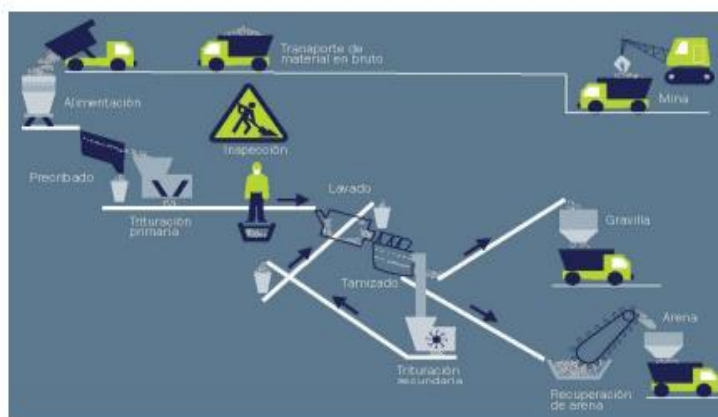 Transporte de
material en bruto
Mina
Alimentación
Inspección
Precribado
Trituración
primaria
Lavado
Gravilla
Tamizado
Arena
Trituración
secundaria
Recuperación
de arena